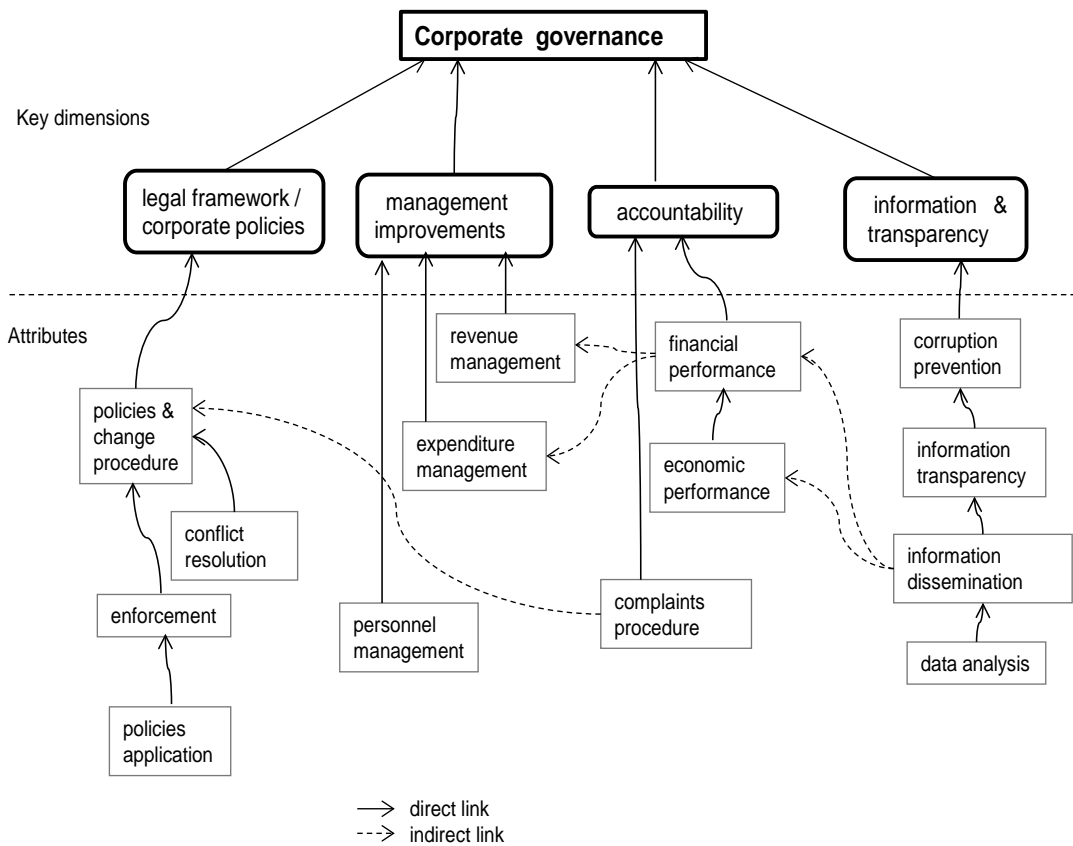 Corporate governance
Key dimensions
legal framework /
corporate policies
management
improvements
accountability
information &
transparency
Attributes
revenue
management
financial
performance
corruption
prevention
policies &
change
procedure
expenditure
management
economic
performance
information
transparency
conflict
resolution
information
dissemination
enforcement
personnel
management
complaints
procedure
data analysis
policies
application
direct link
indirect link